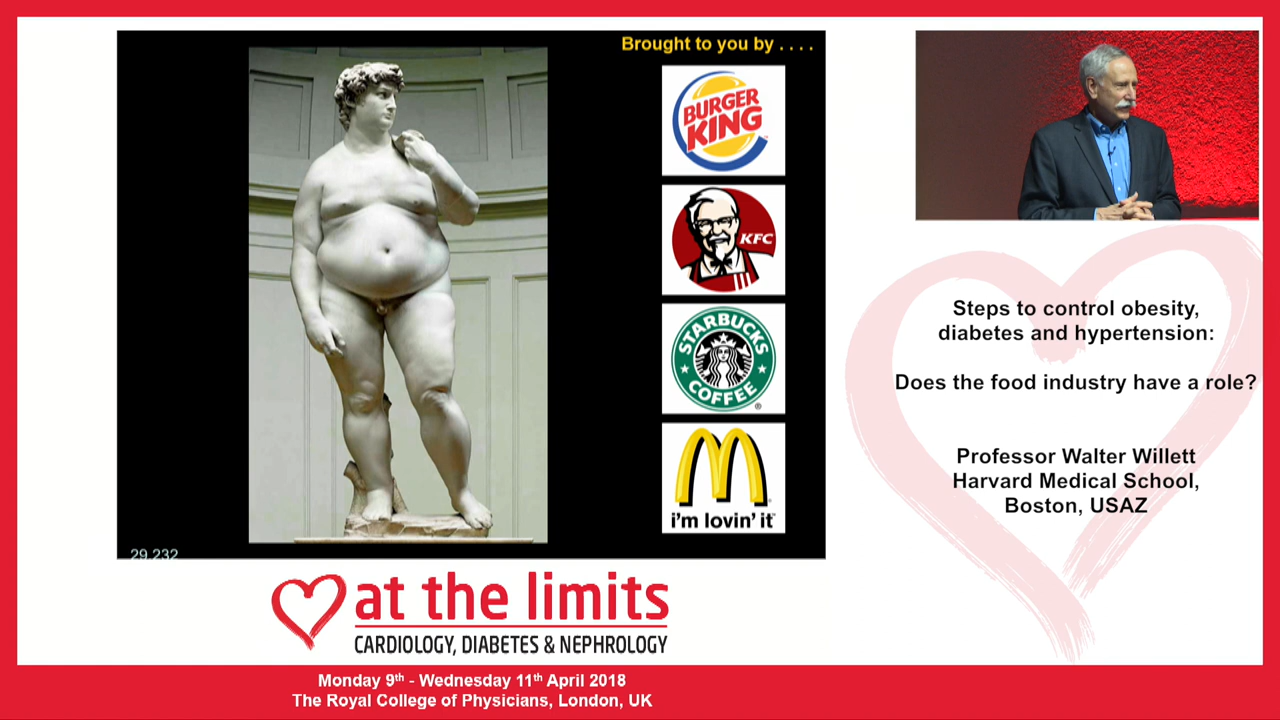 Brought to you by . . . .
BURGER
KING
KFC
STARBUCKS
COFFEE
i'm lovin' it
29.232
Steps to control obesity,
diabetes and hypertension:
Does the food industry have a role?
Professor Walter Willett
Harvard Medical School,
Boston, USAZ
at the limits
CARDIOLOGY, DIABETES & NEPHROLOGY
Monday 9th - Wednesday 11th April 2018
The Royal College of Physicians, London, UK